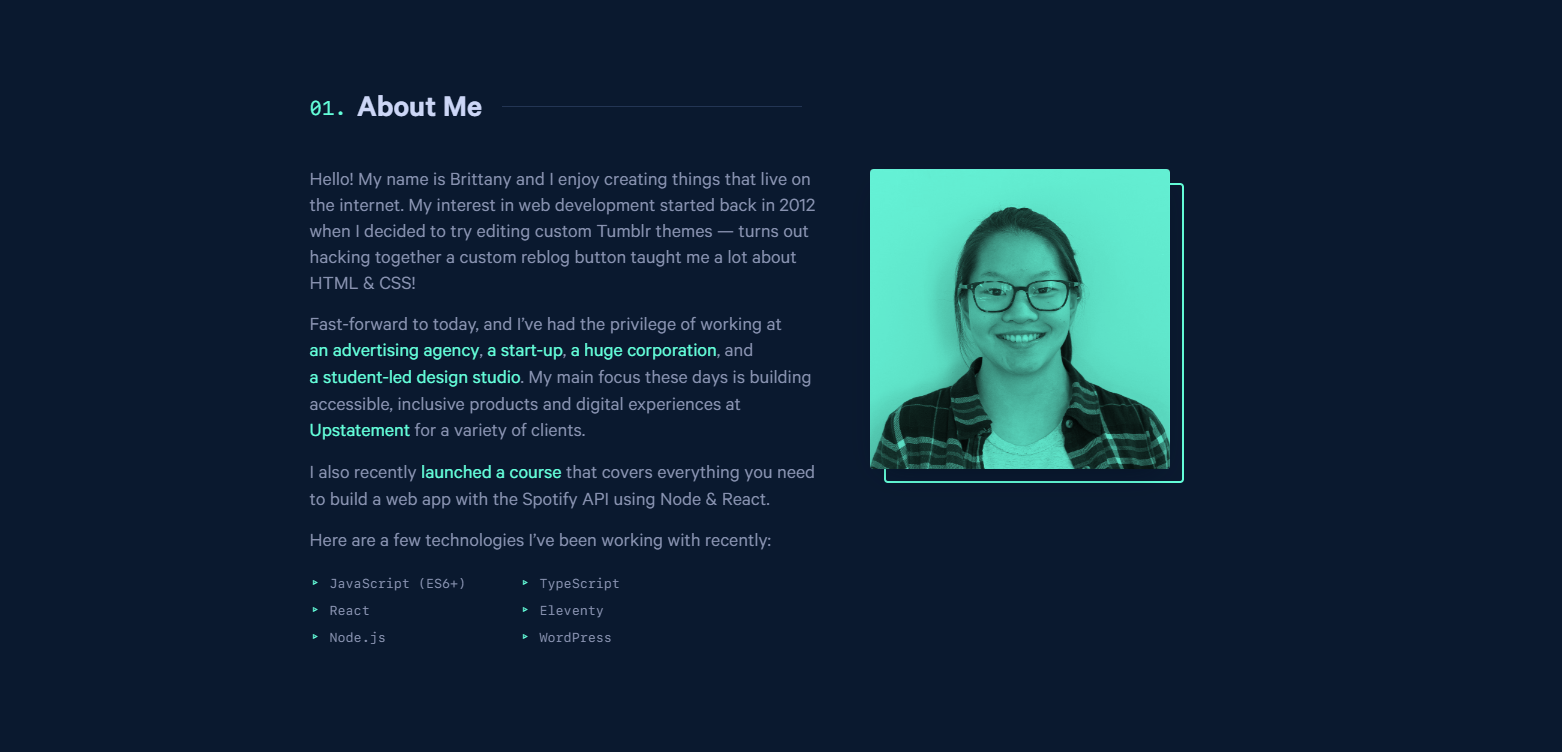 01. About Me
Hello! My name is Brittany and I enjoy creating things that live on
the internet. My interest in web development started back in 2012
when I decided to try editing custom Tumblr themes — turns out
hacking together a custom reblog button taught me a lot about
HTML & CSS!
Fast-forward to today, and I’ve had the privilege of working at
an advertising agency, a start-up, a huge corporation, and
a student-led design studio. My main focus these days is building
accessible, inclusive products and digital experiences at
Upstatement for a variety of clients.
I also recently launched a course that covers everything you need
to build a web app with the Spotify API using Node & React.
Here are a few technologies I’ve been working with recently:
JavaScript (ES6+) TypeScript
React Eleventy
Node.js WordPress